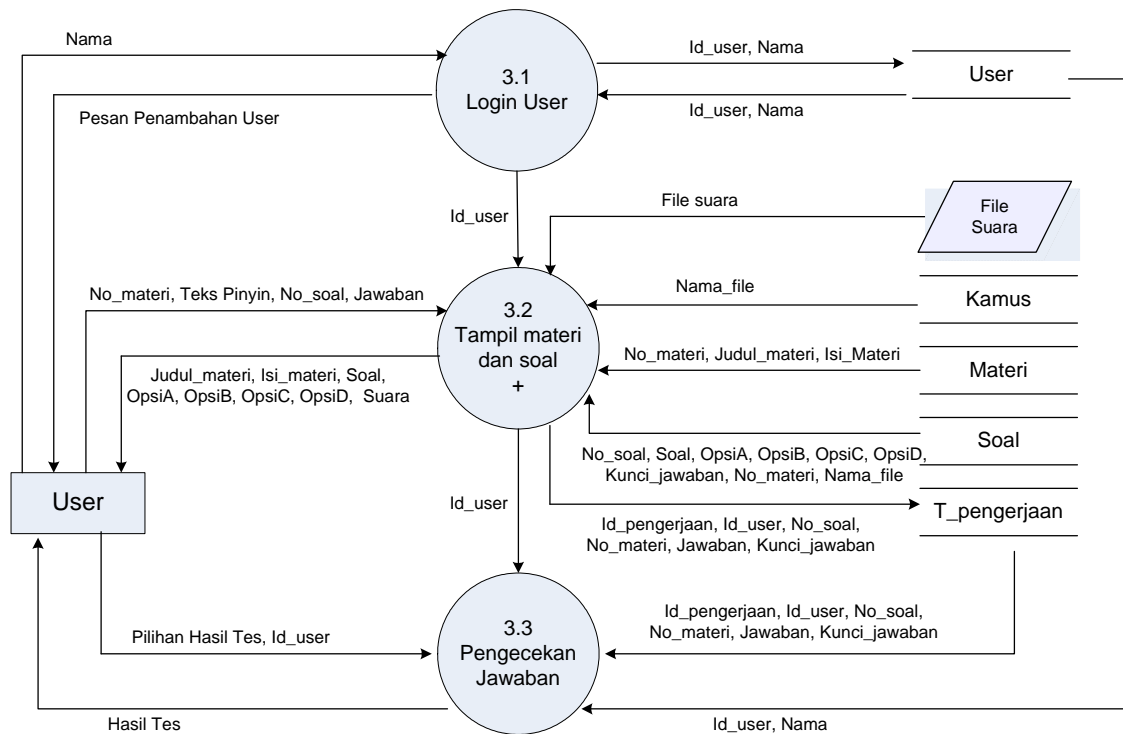 Nama
Pesan Penambahan User
3.1
Login User
Id_user, Nama
Id_user, Nama
User
Id_user
File suara
File
Suara
Nama_file
Kamus
No_materi, Teks Pinyin, No_soal, Jawaban
3.2
Tampil materi
dan soal
+
No_materi, Judul_materi, Isi_Materi
Materi
Judul_materi, Isi_materi, Soal,
OpsiA, OpsiB, OpsiC, OpsiD, Suara
Soal
No_soal, Soal, OpsiA, OpsiB, OpsiC, OpsiD,
Kunci_jawaban, No_materi, Nama_file
User
Id_user
T_pengerjaan
Id_pengerjaan, Id_user, No_soal,
No_materi, Jawaban, Kunci_jawaban
Pilihan Hasil Tes, Id_user
3.3
Pengecekan
Jawaban
Id_pengerjaan, Id_user, No_soal,
No_materi, Jawaban, Kunci_jawaban
Hasil Tes
Id_user, Nama